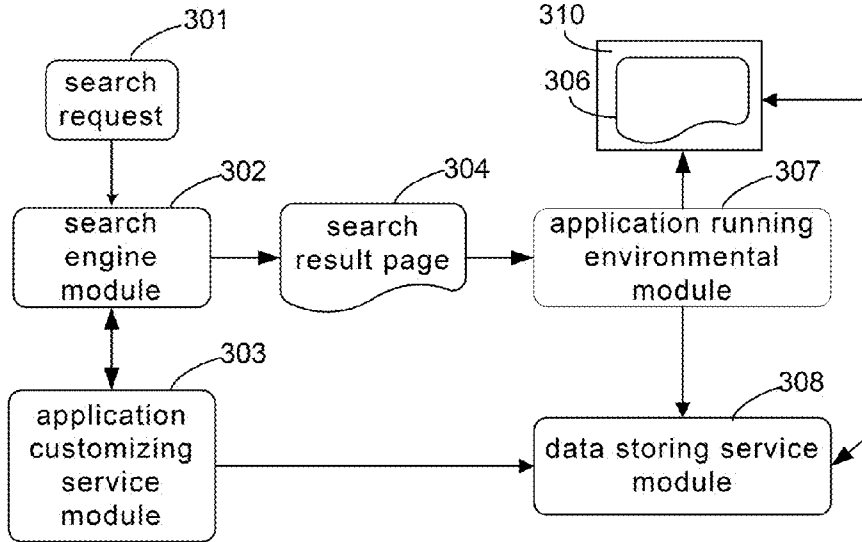 301
search
request
302
search
engine
module
304
search
result page
310
306
307
application running
environmental
module
303
application
customizing
service
module
308
data storing service
module